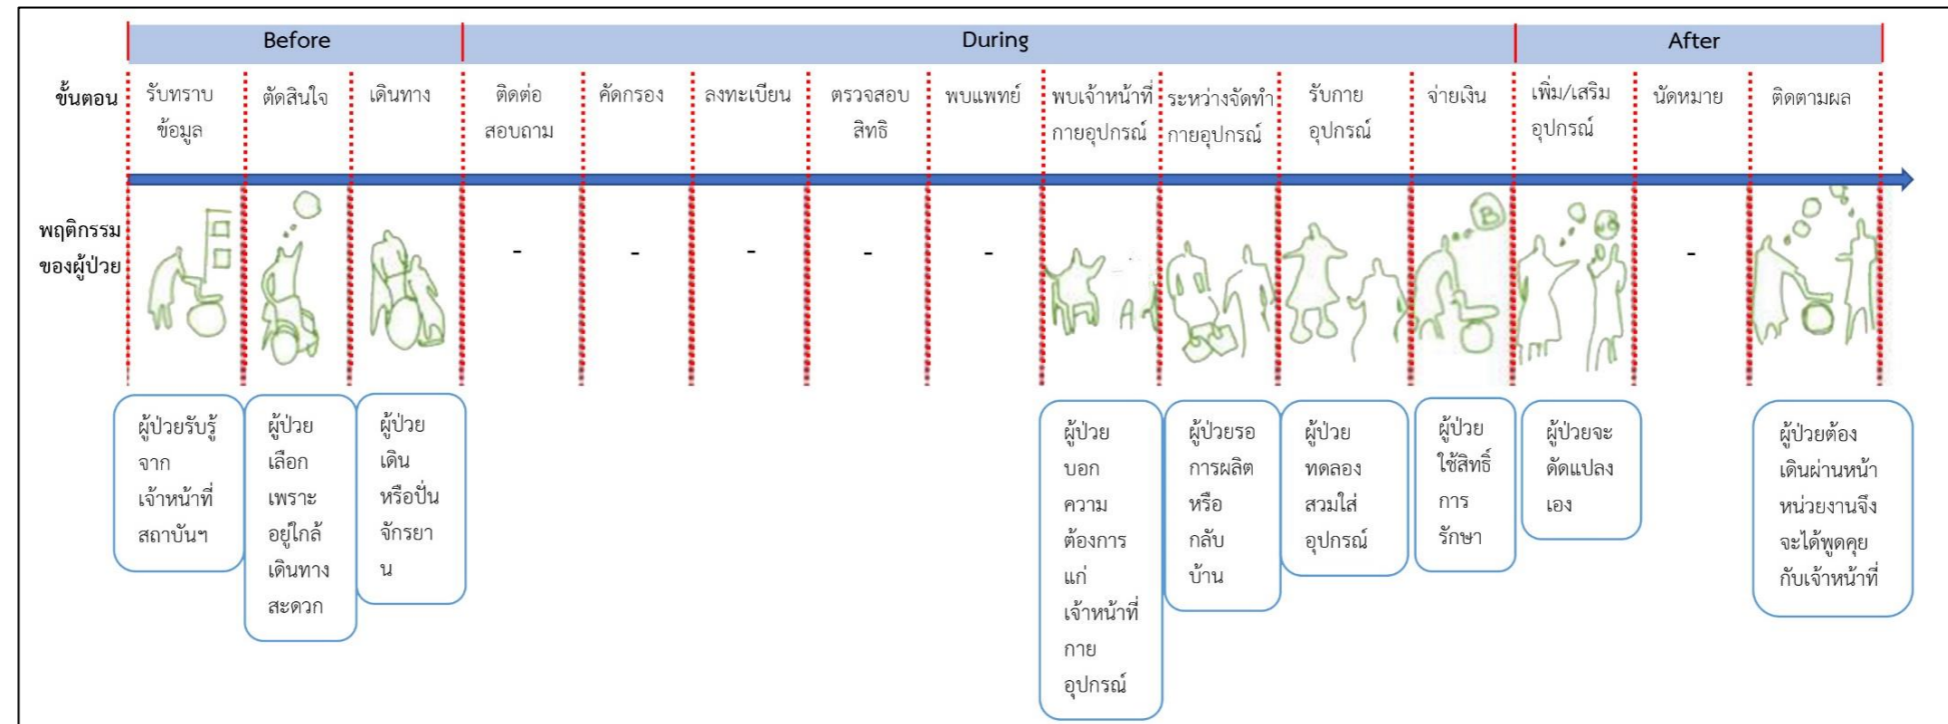 Before During After
ขั้นตอน
รับทราบ
ข้อมูล
ตัดสินใจ
เดินทาง
ติดต่อ
สอบถาม
คัดกรอง
ลงทะเบียน
ตรวจสอบ
สิทธิ
พบแพทย์
พบเจ้าหน้าที่
กายอุปกรณ์
ระหว่างจัดทำ
กายอุปกรณ์
รับกาย
อุปกรณ์
จ่ายเงิน
เพิ่ม/เสริม
อุปกรณ์
นัดหมาย
ติดตามผล
พฤติกรรม
ของผู้ป่วย
-
-
-
-
-
B
-
ผู้ป่วยรับรู้
จาก
เจ้าหน้าที่
สถาบันฯ
ผู้ป่วย
เลือก
เพราะ
อยู่ใกล้
เดินทาง
สะดวก
ผู้ป่วย
เดิน
หรือปั่น
จักรยา
น
ผู้ป่วย
บอก
ความ
ต้องการ
แก่
เจ้าหน้าที่
กาย
อุปกรณ์
ผู้ป่วยรอ
การผลิต
หรือ
กลับ
บ้าน
ผู้ป่วย
ทดลอง
สวมใส่
อุปกรณ์
ผู้ป่วย
ใช้สิทธิ์
การ
รักษา
ผู้ป่วยจะ
ดัดแปลง
เอง
ผู้ป่วยต้อง
เดินผ่านหน้า
หน่วยงานจึง
จะได้พูดคุย
กับเจ้าหน้าที่